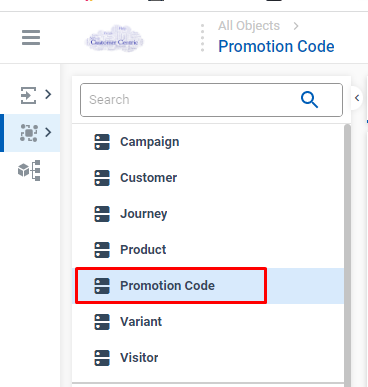 Customer Centric
All Objects
Promotion Code
Search
Campaign
Customer
Journey
Product
Promotion Code
Variant
Visitor